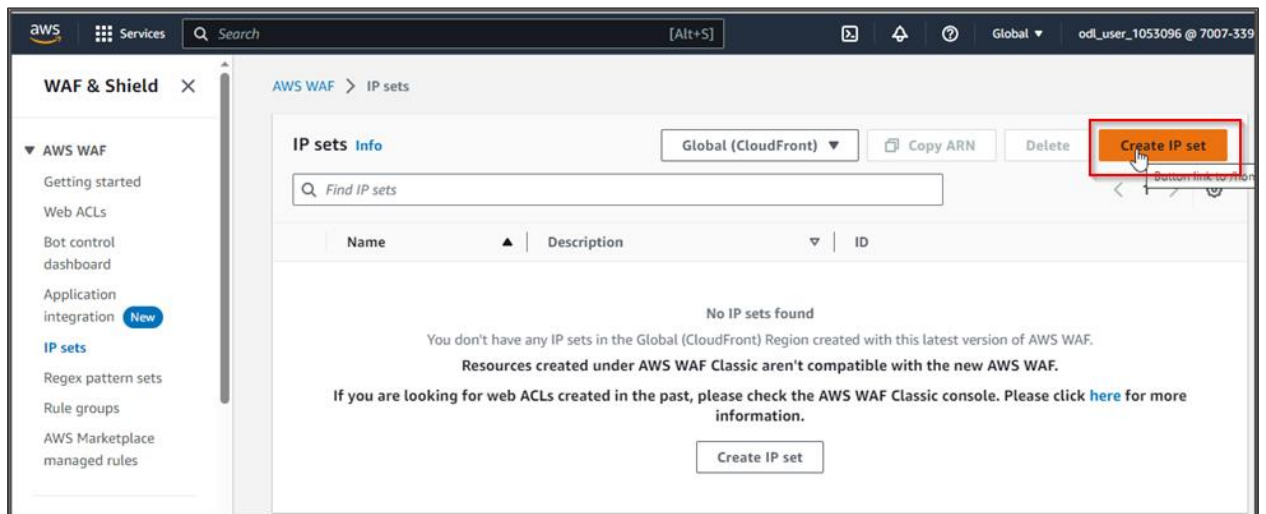 aws Services Search [Alt+S] Global ▼ odl_user_1053096 @ 7007-339
WAF & Shield
AWS WAF > IP sets
▼ AWS WAF
Getting started
Web ACLs
Bot control
dashboard
Application
integration New
IP sets
Regex pattern sets
Rule groups
AWS Marketplace
managed rules
IP sets Info Global (CloudFront) ▼ Copy ARN Delete Create IP set
Button link to /hon
Find IP sets < 1 >
Name ▲ Description ▽ ID
No IP sets found
You don't have any IP sets in the Global (CloudFront) Region created with this latest version of AWS WAF.
Resources created under AWS WAF Classic aren't compatible with the new AWS WAF.
If you are looking for web ACLs created in the past, please check the AWS WAF Classic console. Please click here for more
information.
Create IP set